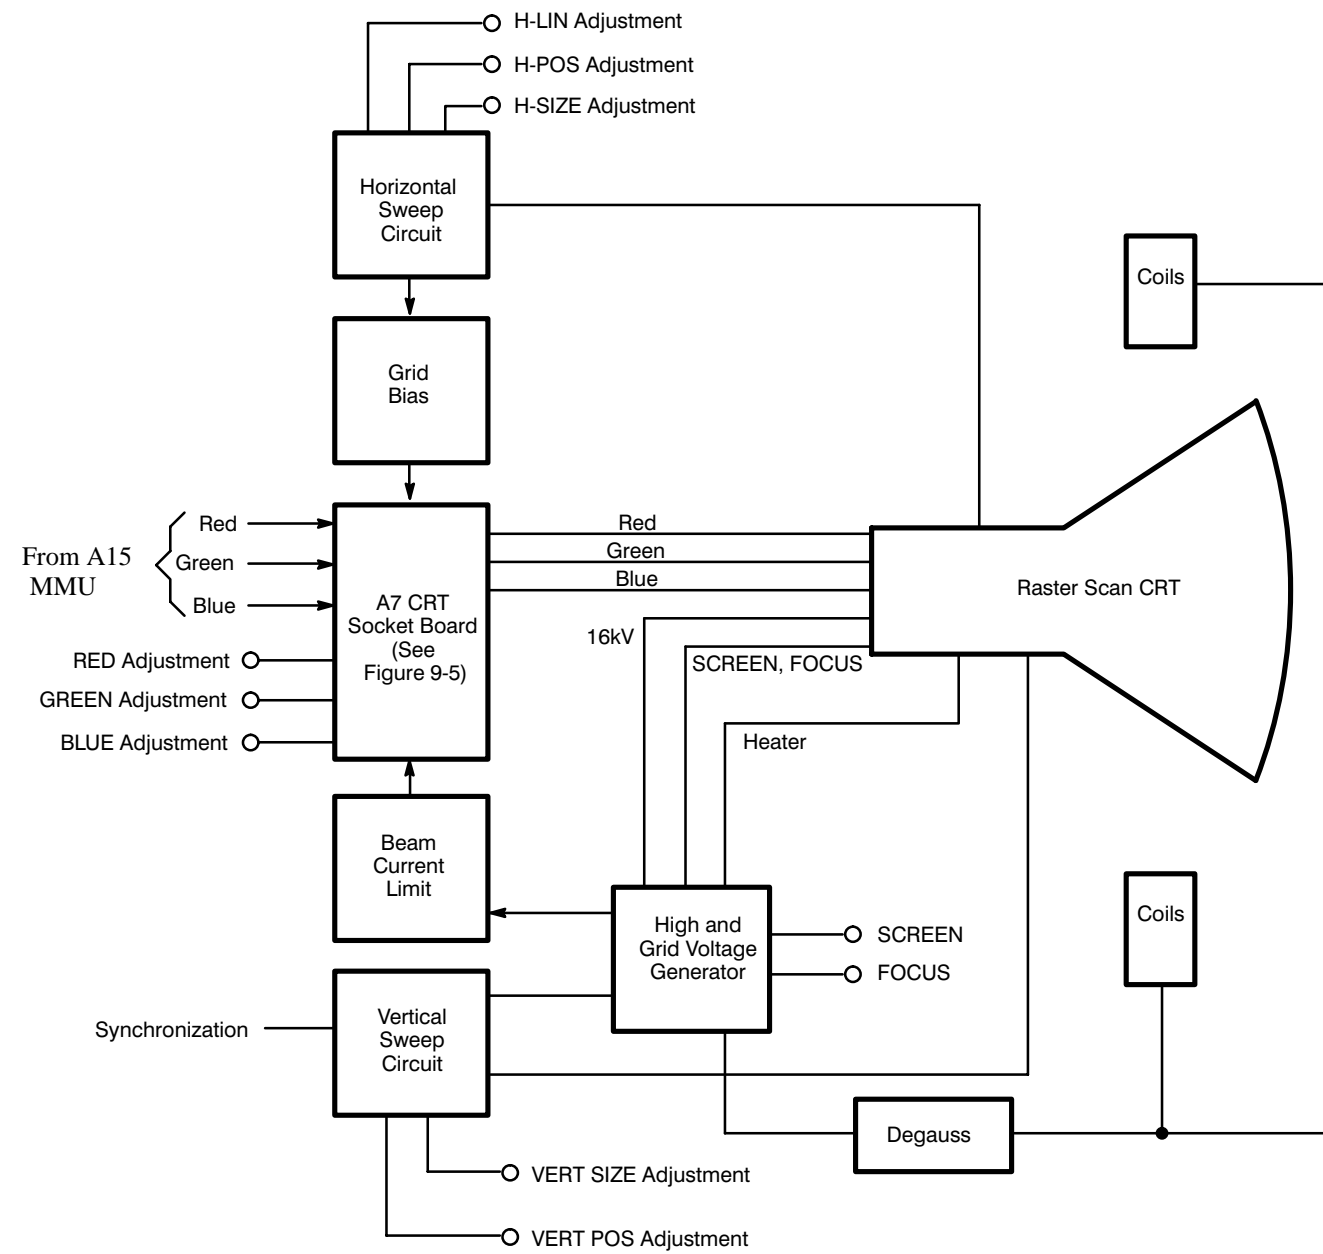 H-LIN Adjustment
H-POS Adjustment
H-SIZE Adjustment
Horizontal
Sweep
Circuit
Coils
Grid
Bias
From A15
MMU
Red
Green
Blue
A7 CRT
Socket Board
(See
Figure 9-5)
RED Adjustment
GREEN Adjustment
BLUE Adjustment
Red
Green
Blue
16kV
SCREEN, FOCUS
Heater
Raster Scan CRT
Beam
Current
Limit
High and
Grid Voltage
Generator
SCREEN
FOCUS
Coils
Synchronization
Vertical
Sweep
Circuit
Degauss
VERT SIZE Adjustment
VERT POS Adjustment